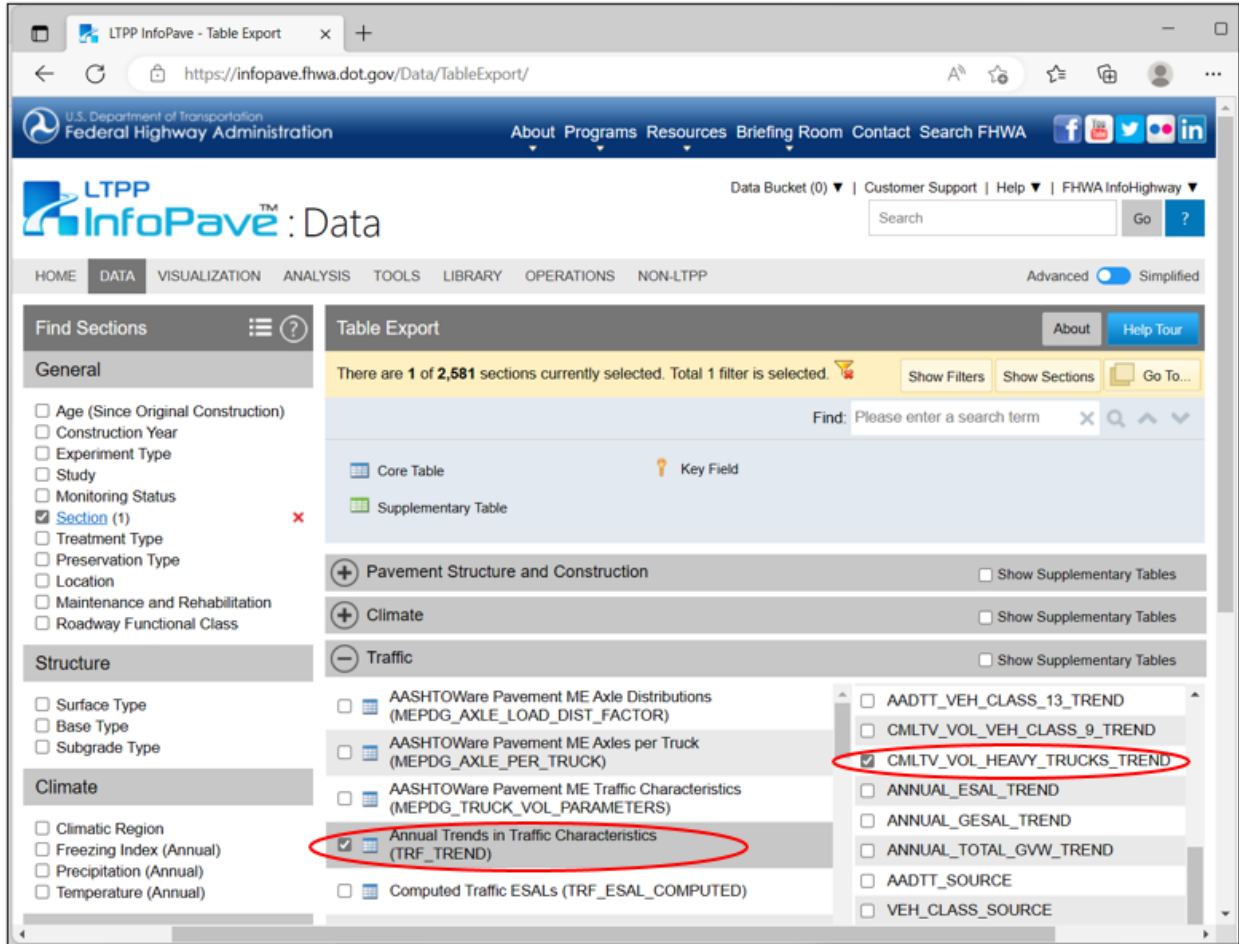 LTPP InfoPave - Table Export
https://infopave.fhwa.dot.gov/Data/TableExport/
U.S. Department of Transportation
Federal Highway Administration
About Programs Resources Briefing Room Contact Search FHWA
f You Tube in
Data Bucket (0) ▼ | Customer Support | Help ▼ | FHWA InfoHighway ▼
LTPP
InfoPave™ : Data
Search Go ?
HOME DATA VISUALIZATION ANALYSIS TOOLS LIBRARY OPERATIONS NON-LTPP Advanced Simplified
Find Sections ?
General
Age (Since Original Construction)
Construction Year
Experiment Type
Study
Monitoring Status
Section (1)
Treatment Type
Preservation Type
Location
Maintenance and Rehabilitation
Roadway Functional Class
Structure
Surface Type
Base Type
Subgrade Type
Climate
Climatic Region
Freezing Index (Annual)
Precipitation (Annual)
Temperature (Annual)
Table Export About Help Tour
There are 1 of 2,581 sections currently selected. Total 1 filter is selected. Show Filters Show Sections Go To...
Find: Please enter a search term
Core Table Key Field
Supplementary Table
Pavement Structure and Construction Show Supplementary Tables
Climate Show Supplementary Tables
Traffic Show Supplementary Tables
AASHTOWare Pavement ME Axle Distributions
(MEPDG_AXLE_LOAD_DIST_FACTOR)
AASHTOWare Pavement ME Axles per Truck
(MEPDG_AXLE_PER_TRUCK)
AASHTOWare Pavement ME Traffic Characteristics
(MEPDG_TRUCK_VOL_PARAMETERS)
Annual Trends in Traffic Characteristics
(TRF_TREND)
Computed Traffic ESALs (TRF_ESAL_COMPUTED)
AADTT_VEH_CLASS_13_TREND
CMLTV_VOL_VEH_CLASS_9_TREND
CMLTV_VOL_HEAVY_TRUCKS_TREND
ANNUAL_ESAL_TREND
ANNUAL_GESAL_TREND
ANNUAL_TOTAL_GVW_TREND
AADTT_SOURCE
VEH_CLASS_SOURCE